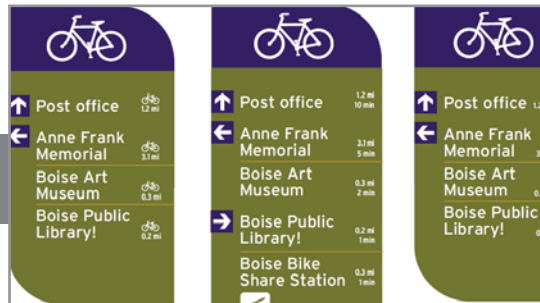 Post office
1.2 mi
Anne Frank
Memorial
3.1 mi
Boise Art
Museum
0.3 mi
Boise Public
Library!
0.2 mi
Post office
1.2 mi
10 min
Anne Frank
Memorial
3.1 mi
5 min
Boise Art
Museum
0.3 mi
2 min
Boise Public
Library!
0.2 mi
1 min
Boise Bike
Share Station
0.3 mi
1 min
Post office
Anne Frank
Memorial
Boise Art
Museum
Boise Public
Library!